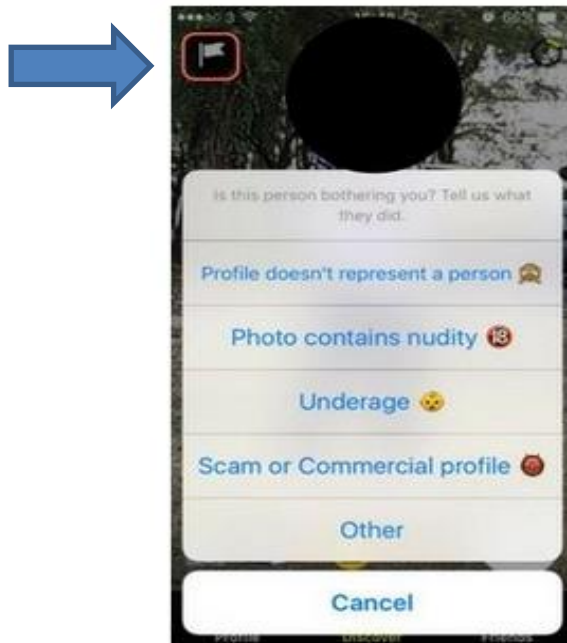 Is this person bothering you? Tell us what
they did.
Profile doesn't represent a person 🙈
Photo contains nudity 🔞
Underage 👶
Scam or Commercial profile 👹
Other
Cancel
Profile Discover Friends